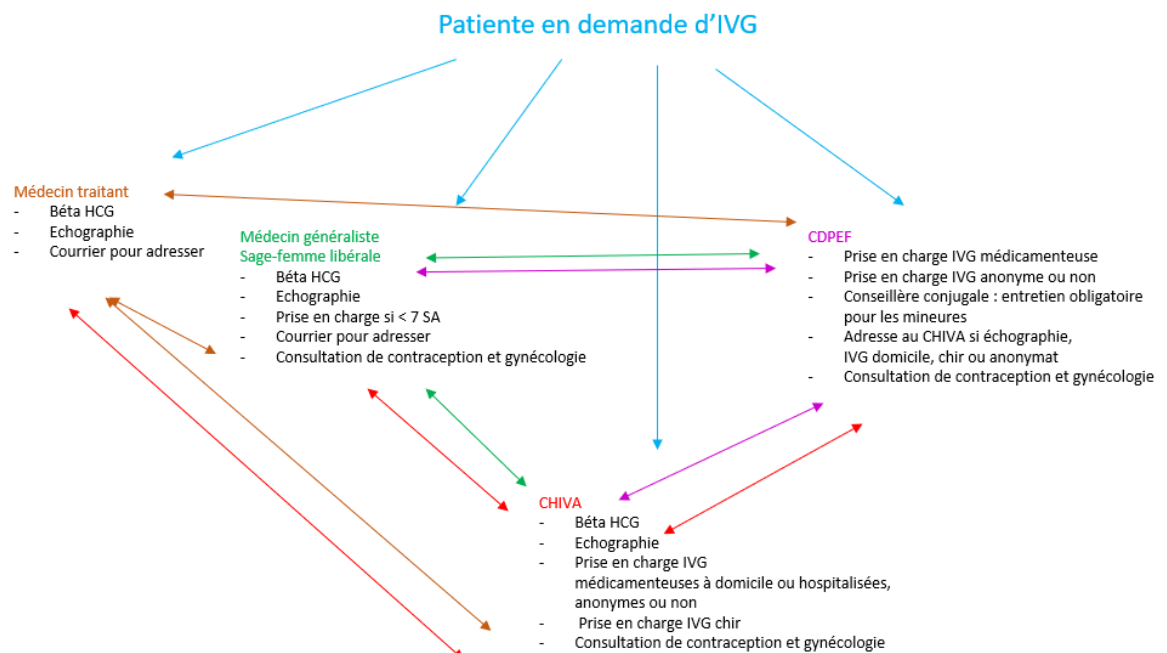 Patiente en demande d’IVG
Médecin traitant
- Béta HCG
- Echographie
- Courrier pour adresser
Médecin généraliste
Sage-femme libérale
- Béta HCG
- Echographie
- Prise en charge si < 7 SA
- Courrier pour adresser
- Consultation de contraception et gynécologie
CDPEF
- Prise en charge IVG médicamenteuse
- Prise en charge IVG anonyme ou non
- Conseillère conjugale : entretien obligatoire
pour les mineures
- Adresse au CHIVA si échographie,
IVG domicile, chir ou anonymat
- Consultation de contraception et gynécologie
CHIVA
- Béta HCG
- Echographie
- Prise en charge IVG
médicamenteuses à domicile ou hospitalisées,
anonymes ou non
- Prise en charge IVG chir
- Consultation de contraception et gynécologie